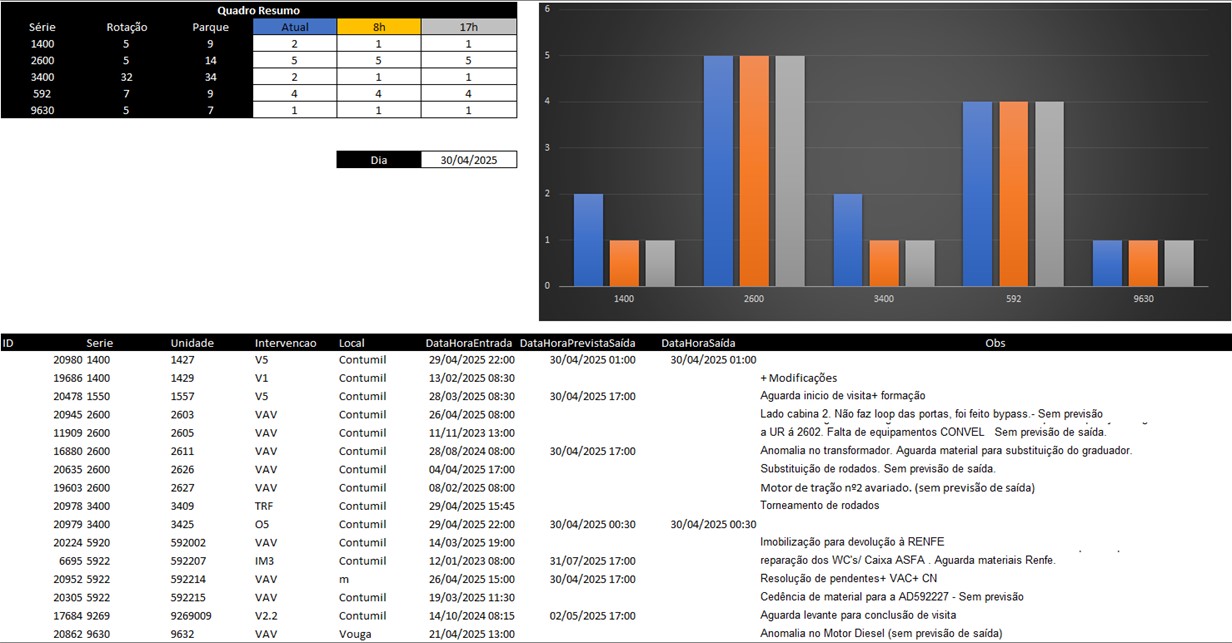 Quadro Resumo
Série Rotação Parque Atual 8h 17h
1400 5 9 2 1 1
2600 5 14 5 5 5
3400 32 34 2 1 1
592 7 9 4 4 4
9630 5 7 1 1 1
Dia 30/04/2025
6
5
4
3
2
1
0
1400 2600 3400 592 9630
ID Serie Unidade Intervencao Local DataHoraEntrada DataHoraPrevistaSaída DataHoraSaída Obs
20980 1400 1427 V5 Contumil 29/04/2025 22:00 30/04/2025 01:00 30/04/2025 01:00
19686 1400 1429 V1 Contumil 13/02/2025 08:30 + Modificações
20478 1550 1557 V5 Contumil 28/03/2025 08:30 30/04/2025 17:00 Aguarda inicio de visita+ formação
20945 2600 2603 VAV Contumil 26/04/2025 08:00 Lado cabina 2. Não faz loop das portas, foi feito bypass.- Sem previsão
11909 2600 2605 VAV Contumil 11/11/2023 13:00 a UR á 2602. Falta de equipamentos CONVEL Sem previsão de saída.
16880 2600 2611 VAV Contumil 28/08/2024 08:00 30/04/2025 17:00 Anomalia no transformador. Aguarda material para substituição do graduador.
20635 2600 2626 VAV Contumil 04/04/2025 17:00 Substituição de rodados. Sem previsão de saída.
19603 2600 2627 VAV Contumil 08/02/2025 08:00 Motor de tração nº2 avariado. (sem previsão de saída)
20978 3400 3409 TRF Contumil 29/04/2025 15:45 Torneamento de rodados
20979 3400 3425 O5 Contumil 29/04/2025 22:00 30/04/2025 00:30 30/04/2025 00:30
20224 5920 592002 VAV Contumil 14/03/2025 19:00 Imobilização para devolução à RENFE
6695 5922 592207 IM3 Contumil 12/01/2023 08:00 31/07/2025 17:00 reparação dos WC's/ Caixa ASFA . Aguarda materiais Renfe.
20952 5922 592214 VAV m 26/04/2025 15:00 30/04/2025 17:00 Resolução de pendentes+ VAC+ CN
20305 5922 592215 VAV Contumil 19/03/2025 11:30 Cedência de material para a AD592227 - Sem previsão
17684 9269 9269009 V2.2 Contumil 14/10/2024 08:15 02/05/2025 17:00 Aguarda levante para conclusão de visita
20862 9630 9632 VAV Vouga 21/04/2025 13:00 Anomalia no Motor Diesel (sem previsão de saída)